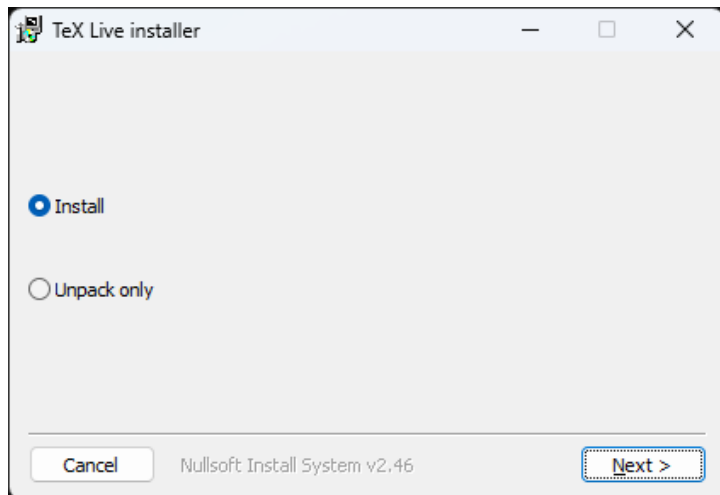 TeX Live installer
Install
Unpack only
Cancel Nullsoft Install System v2.46 Next >